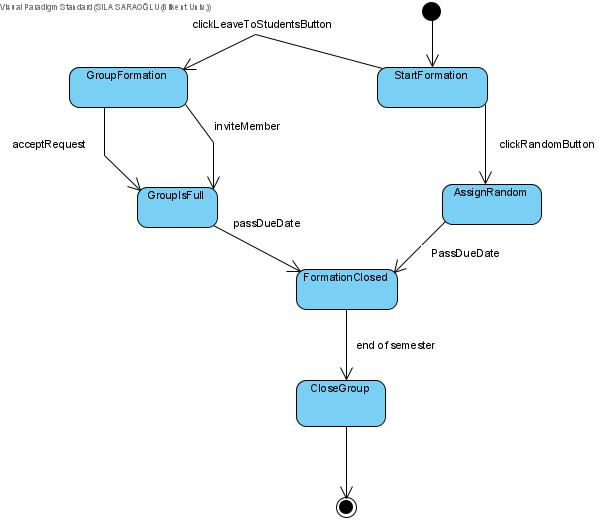 Visual Paradigm Standard (SILA SARAOĞLU (Bilkent Univ.))
clickLeaveToStudentsButton
GroupFormation
StartFormation
inviteMember
acceptRequest
clickRandomButton
GroupIsFull
AssignRandom
passDueDate
PassDueDate
FormationClosed
end of semester
CloseGroup